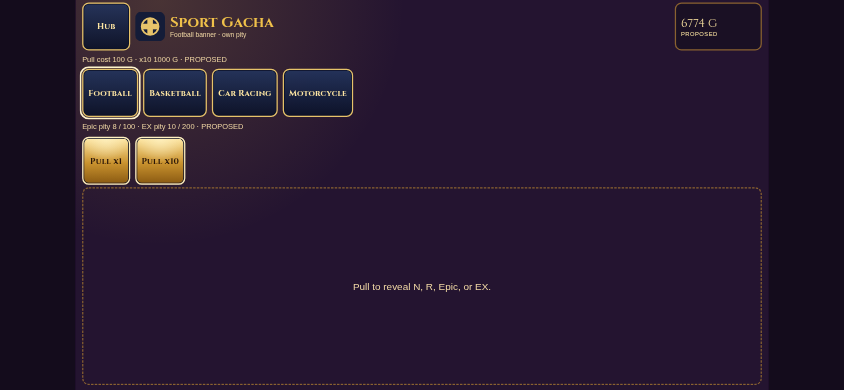 Hub
Sport Gacha
Football banner · own pity
6774 G
PROPOSED
Pull cost 100 G · x10 1000 G · PROPOSED
Football
Basketball
Car Racing
Motorcycle
Epic pity 8 / 100 · EX pity 10 / 200 · PROPOSED
Pull x1
Pull x10
Pull to reveal N, R, Epic, or EX.